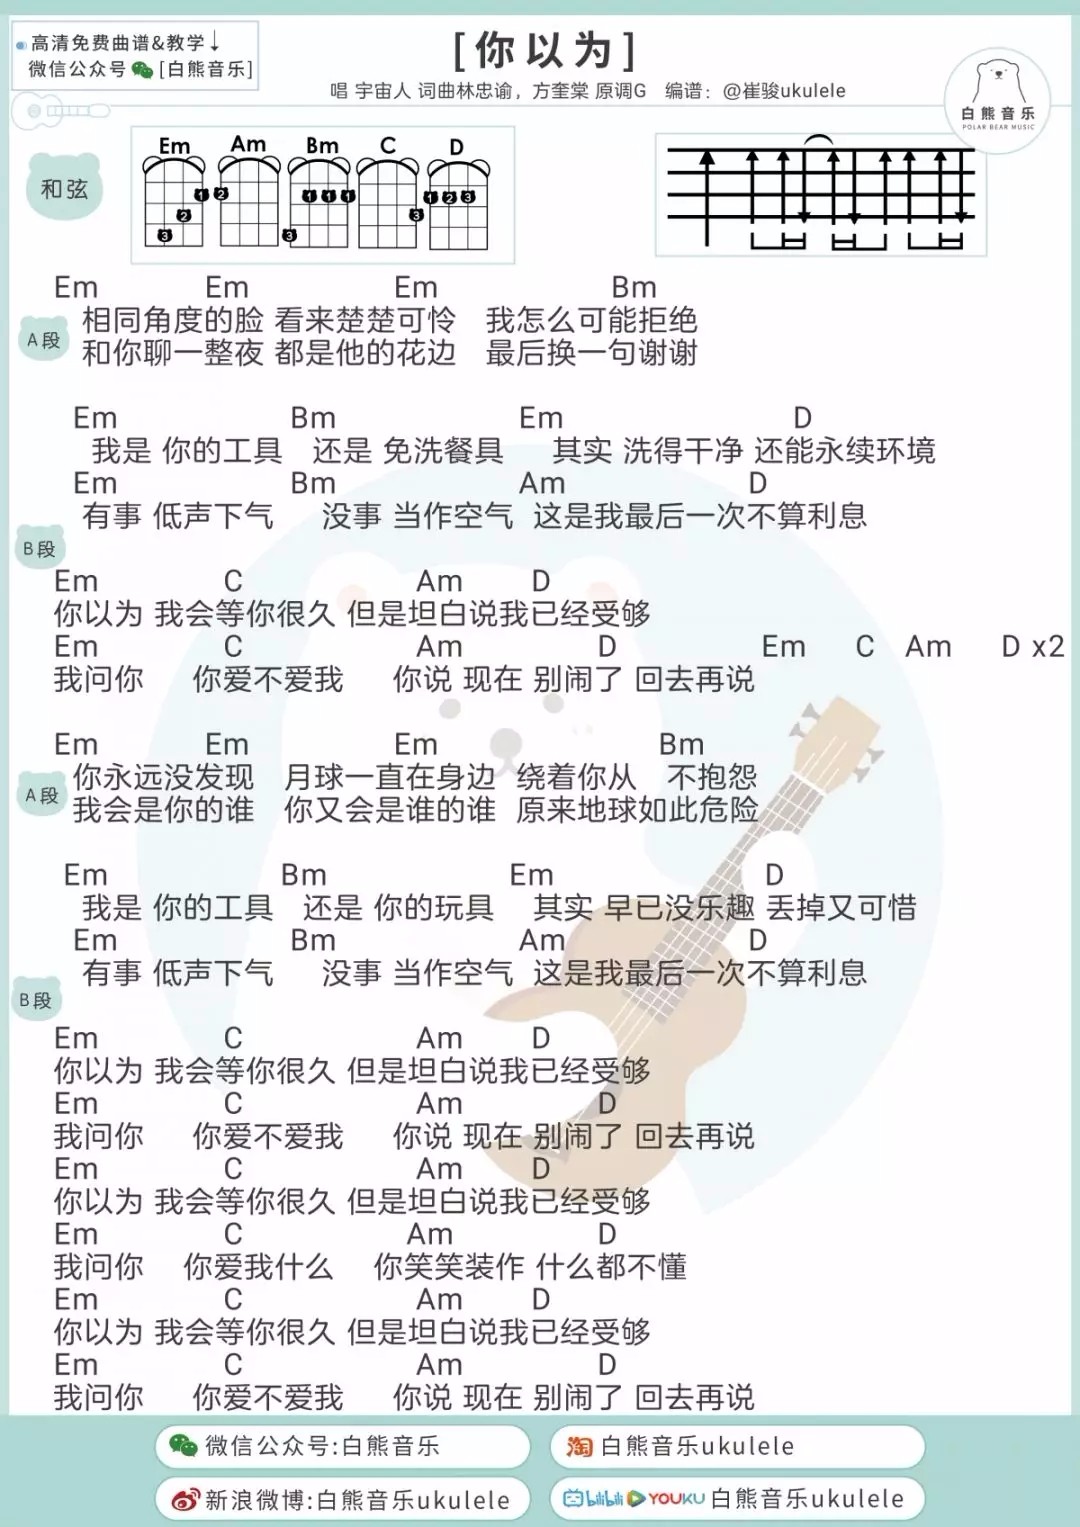 高清免费曲谱&教学↓
微信公众号 [白熊音乐]
[你以为]
唱 宇宙人 词曲林忠谕，方奎棠 原调G 编谱：@崔骏ukulele
白熊音乐
POLAR BEAR MUSIC
和弦
Em Am Bm C D
1 2 3 2 1 1 1 3 3 1 2 3
Em Em Em Bm
A段
相同角度的脸 看来楚楚可怜 我怎么可能拒绝
和你聊一整夜 都是他的花边 最后换一句谢谢
Em Bm Em D
我是 你的工具 还是 免洗餐具 其实 洗得干净 还能永续环境
Em Bm Am D
有事 低声下气 没事 当作空气 这是我最后一次不算利息
B段
Em C Am D
你以为 我会等你很久 但是坦白说我已经受够
Em C Am D Em C Am D x2
我问你 你爱不爱我 你说 现在 别闹了 回去再说
Em Em Em Bm
A段
你永远没发现 月球一直在身边 绕着你从 不抱怨
我会是你的谁 你又会是谁的谁 原来地球如此危险
Em Bm Em D
我是 你的工具 还是 你的玩具 其实 早已没乐趣 丢掉又可惜
Em Bm Am D
有事 低声下气 没事 当作空气 这是我最后一次不算利息
B段
Em C Am D
你以为 我会等你很久 但是坦白说我已经受够
Em C Am D
我问你 你爱不爱我 你说 现在 别闹了 回去再说
Em C Am D
你以为 我会等你很久 但是坦白说我已经受够
Em C Am D
我问你 你爱我什么 你笑笑装作 什么都不懂
Em C Am D
你以为 我会等你很久 但是坦白说我已经受够
Em C Am D
我问你 你爱不爱我 你说 现在 别闹了 回去再说
微信公众号:白熊音乐
淘 白熊音乐ukulele
新浪微博:白熊音乐ukulele
bilibili YOUKU 白熊音乐ukulele